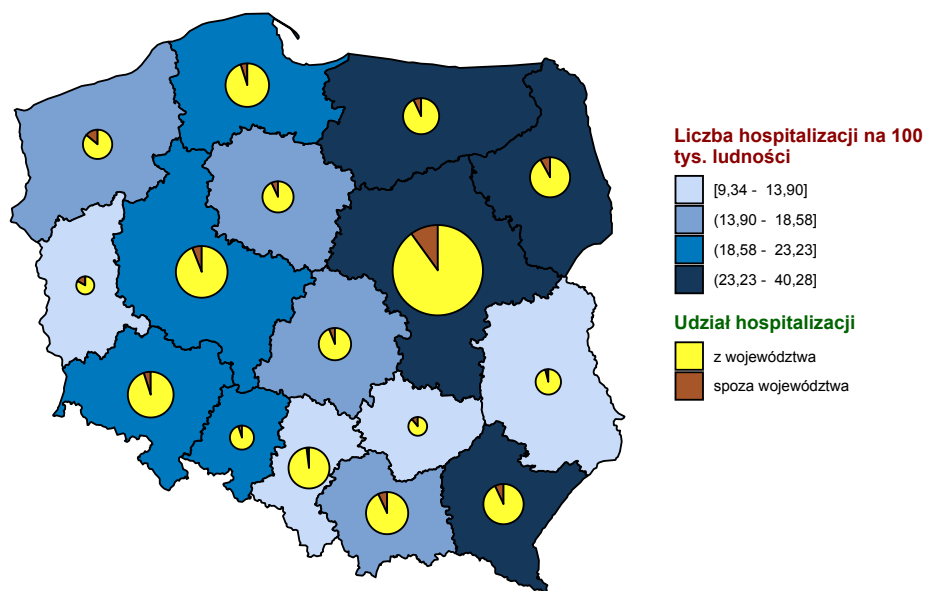 Liczba hospitalizacji na 100
tys. ludności
[9,34 - 13,90]
(13,90 - 18,58]
(18,58 - 23,23]
(23,23 - 40,28]
Udział hospitalizacji
z województwa
spoza województwa